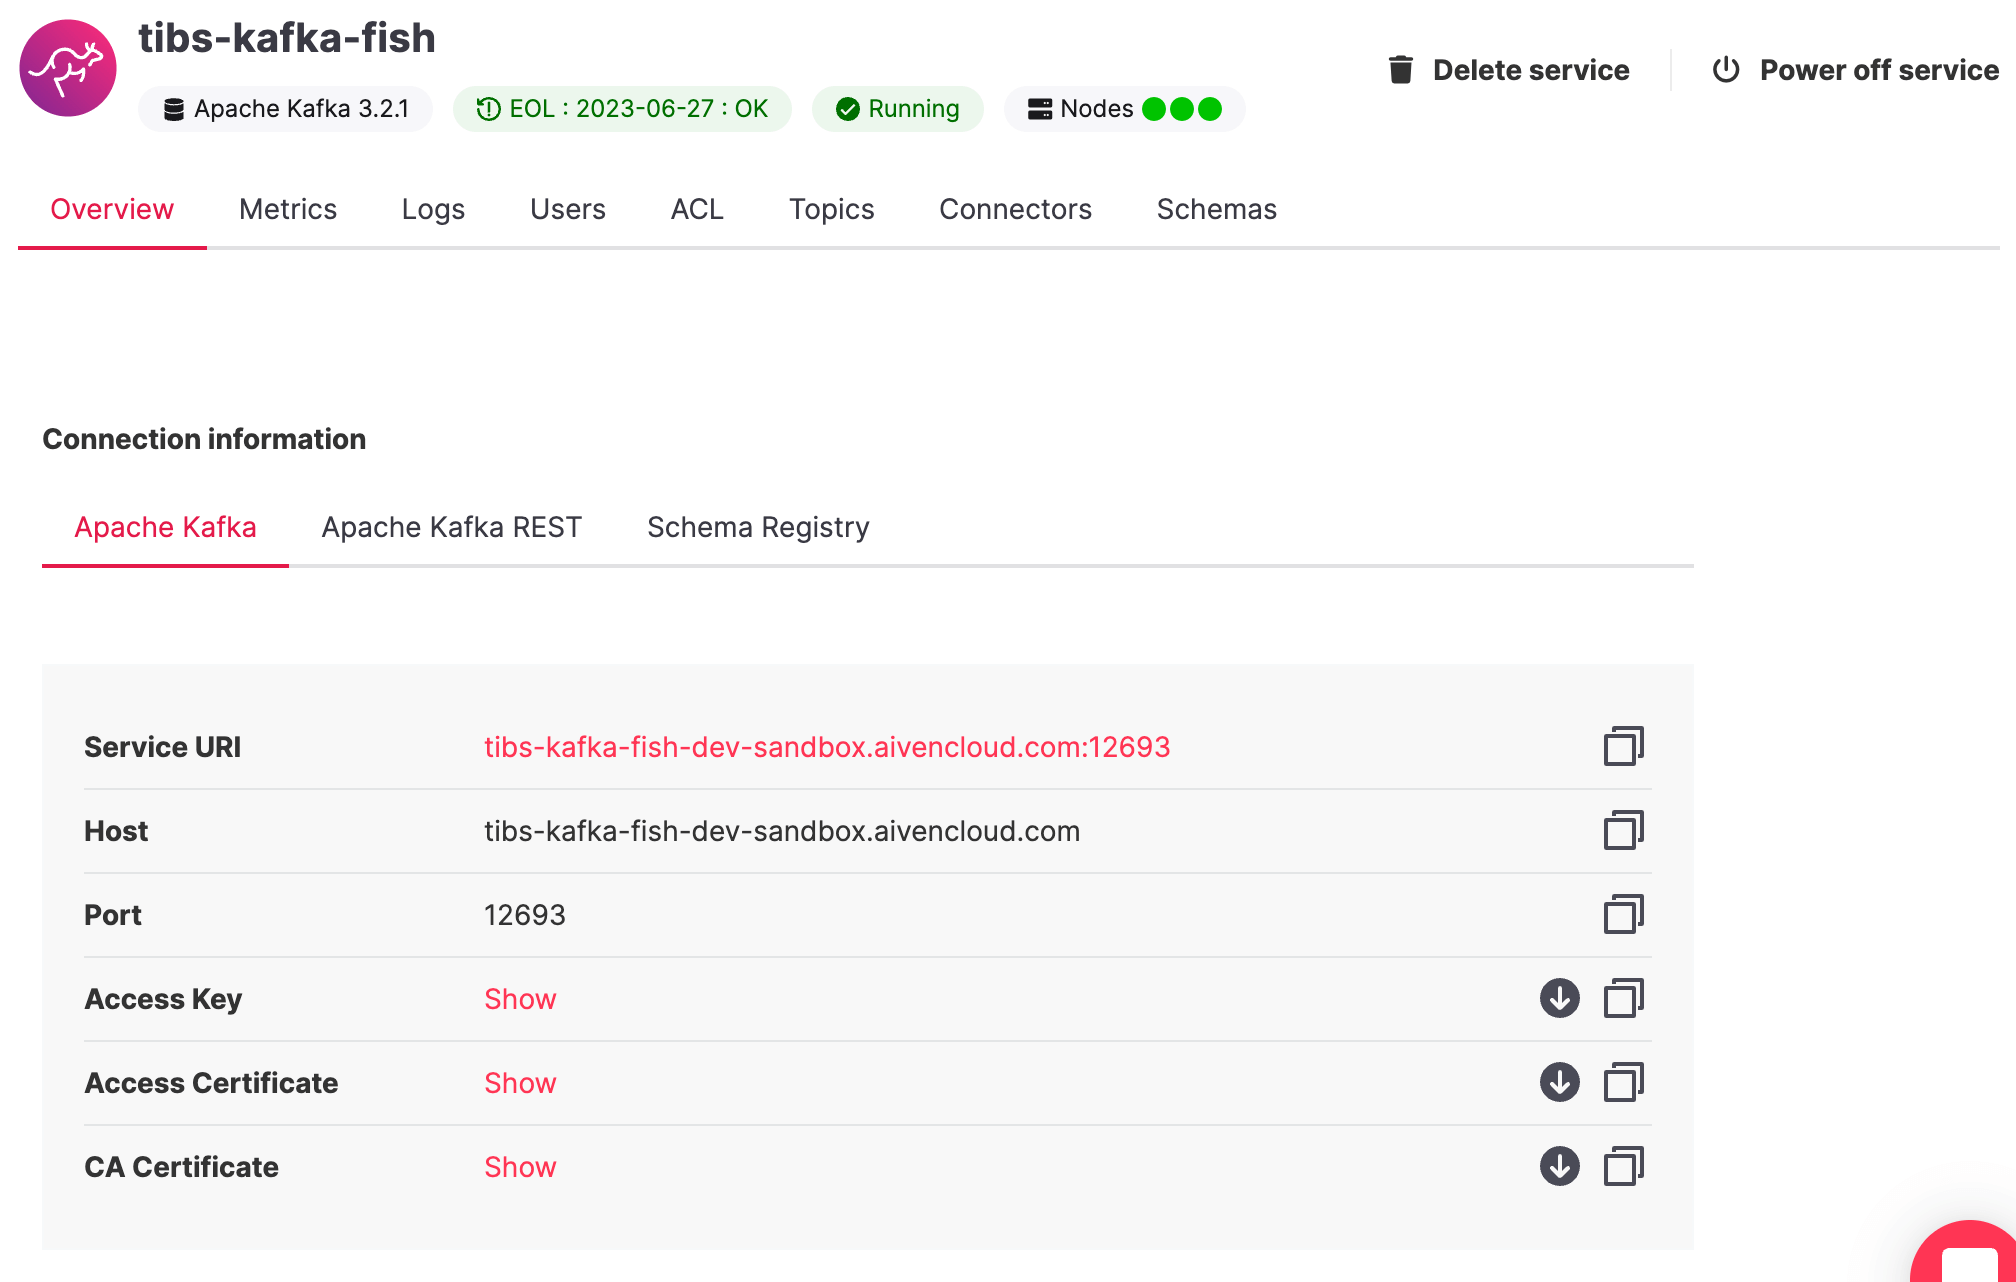 tibs-kafka-fish
Delete service
Power off service
Apache Kafka 3.2.1
EOL : 2023-06-27 : OK
Running
Nodes
Overview
Metrics
Logs
Users
ACL
Topics
Connectors
Schemas
Connection information
Apache Kafka
Apache Kafka REST
Schema Registry
Service URI
tibs-kafka-fish-dev-sandbox.aivencloud.com:12693
Host
tibs-kafka-fish-dev-sandbox.aivencloud.com
Port
12693
Access Key
Show
Access Certificate
Show
CA Certificate
Show